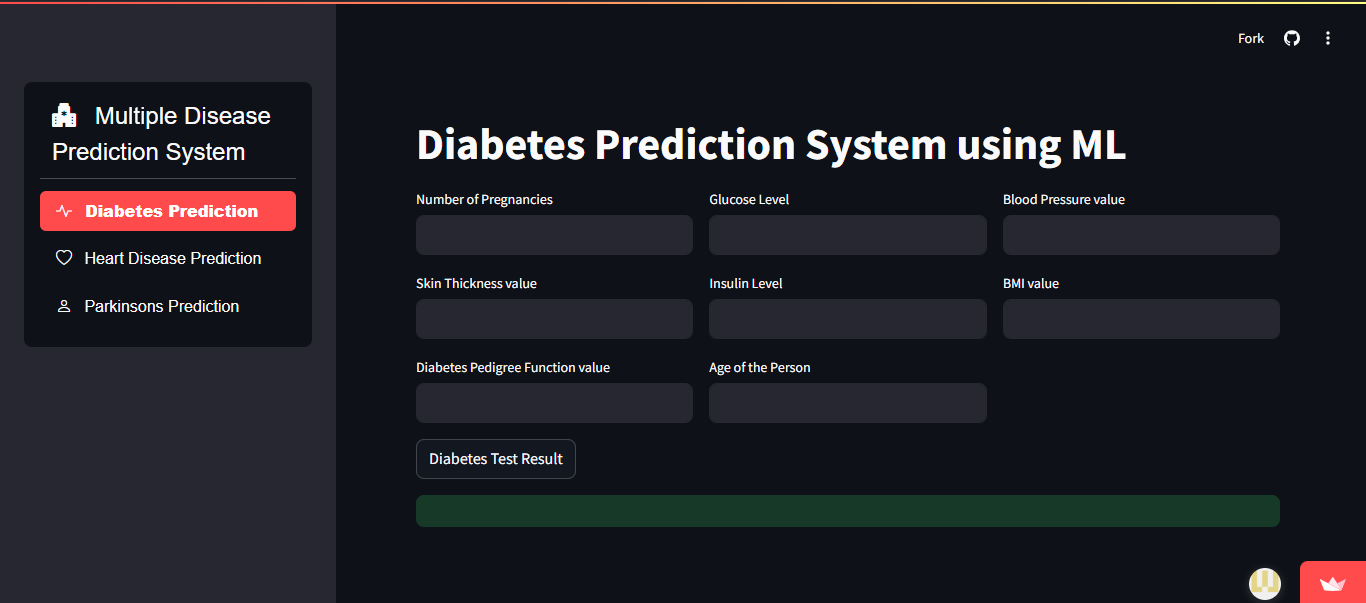 Fork
Multiple Disease
Prediction System
Diabetes Prediction
Heart Disease Prediction
Parkinsons Prediction
Diabetes Prediction System using ML
Number of Pregnancies
Glucose Level
Blood Pressure value
Skin Thickness value
Insulin Level
BMI value
Diabetes Pedigree Function value
Age of the Person
Diabetes Test Result